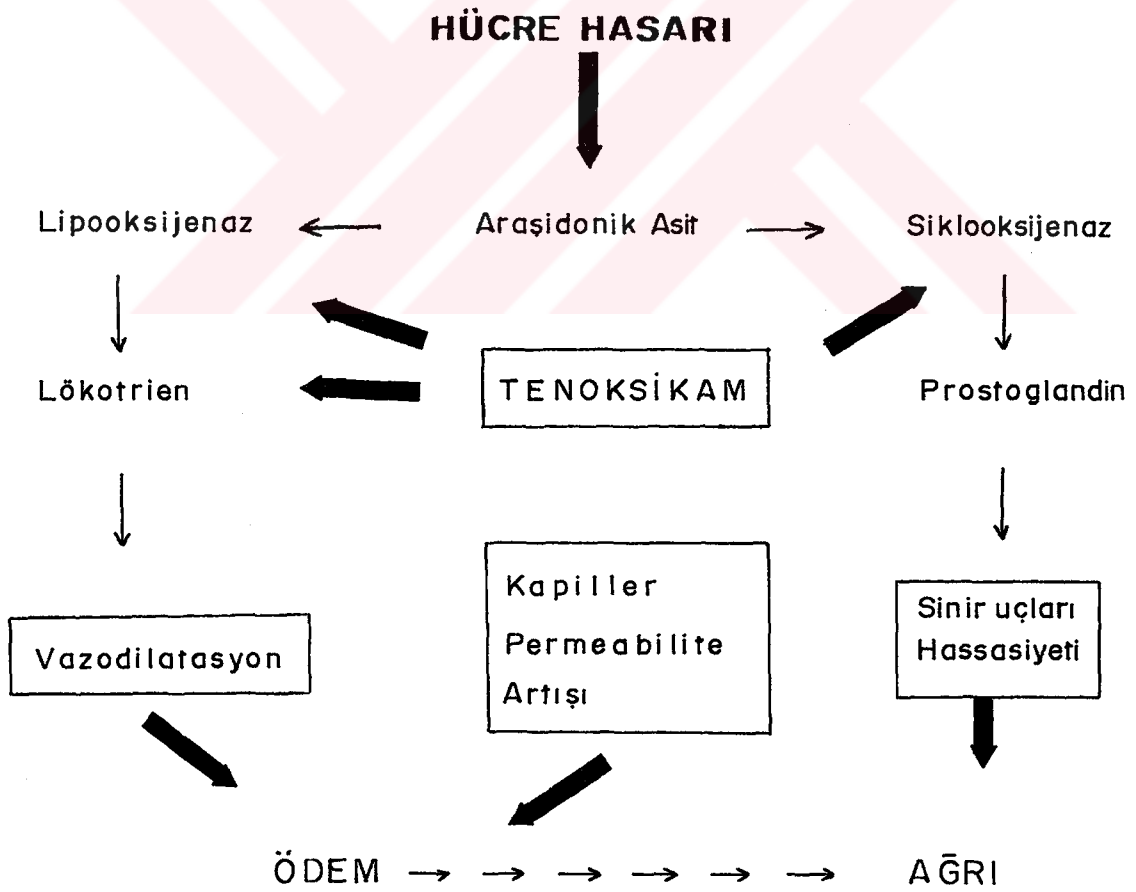 HÜCRE HASARI
Lipooksijenaz
Araşidonik Asit
Siklooksijenaz
Lökotrien
TENOKSİKAM
Prostoglandin
Vazodilatasyon
Kapiller
Permeabilite
Artışı
Sinir uçları
Hassasiyeti
ÖDEM
AĞRI